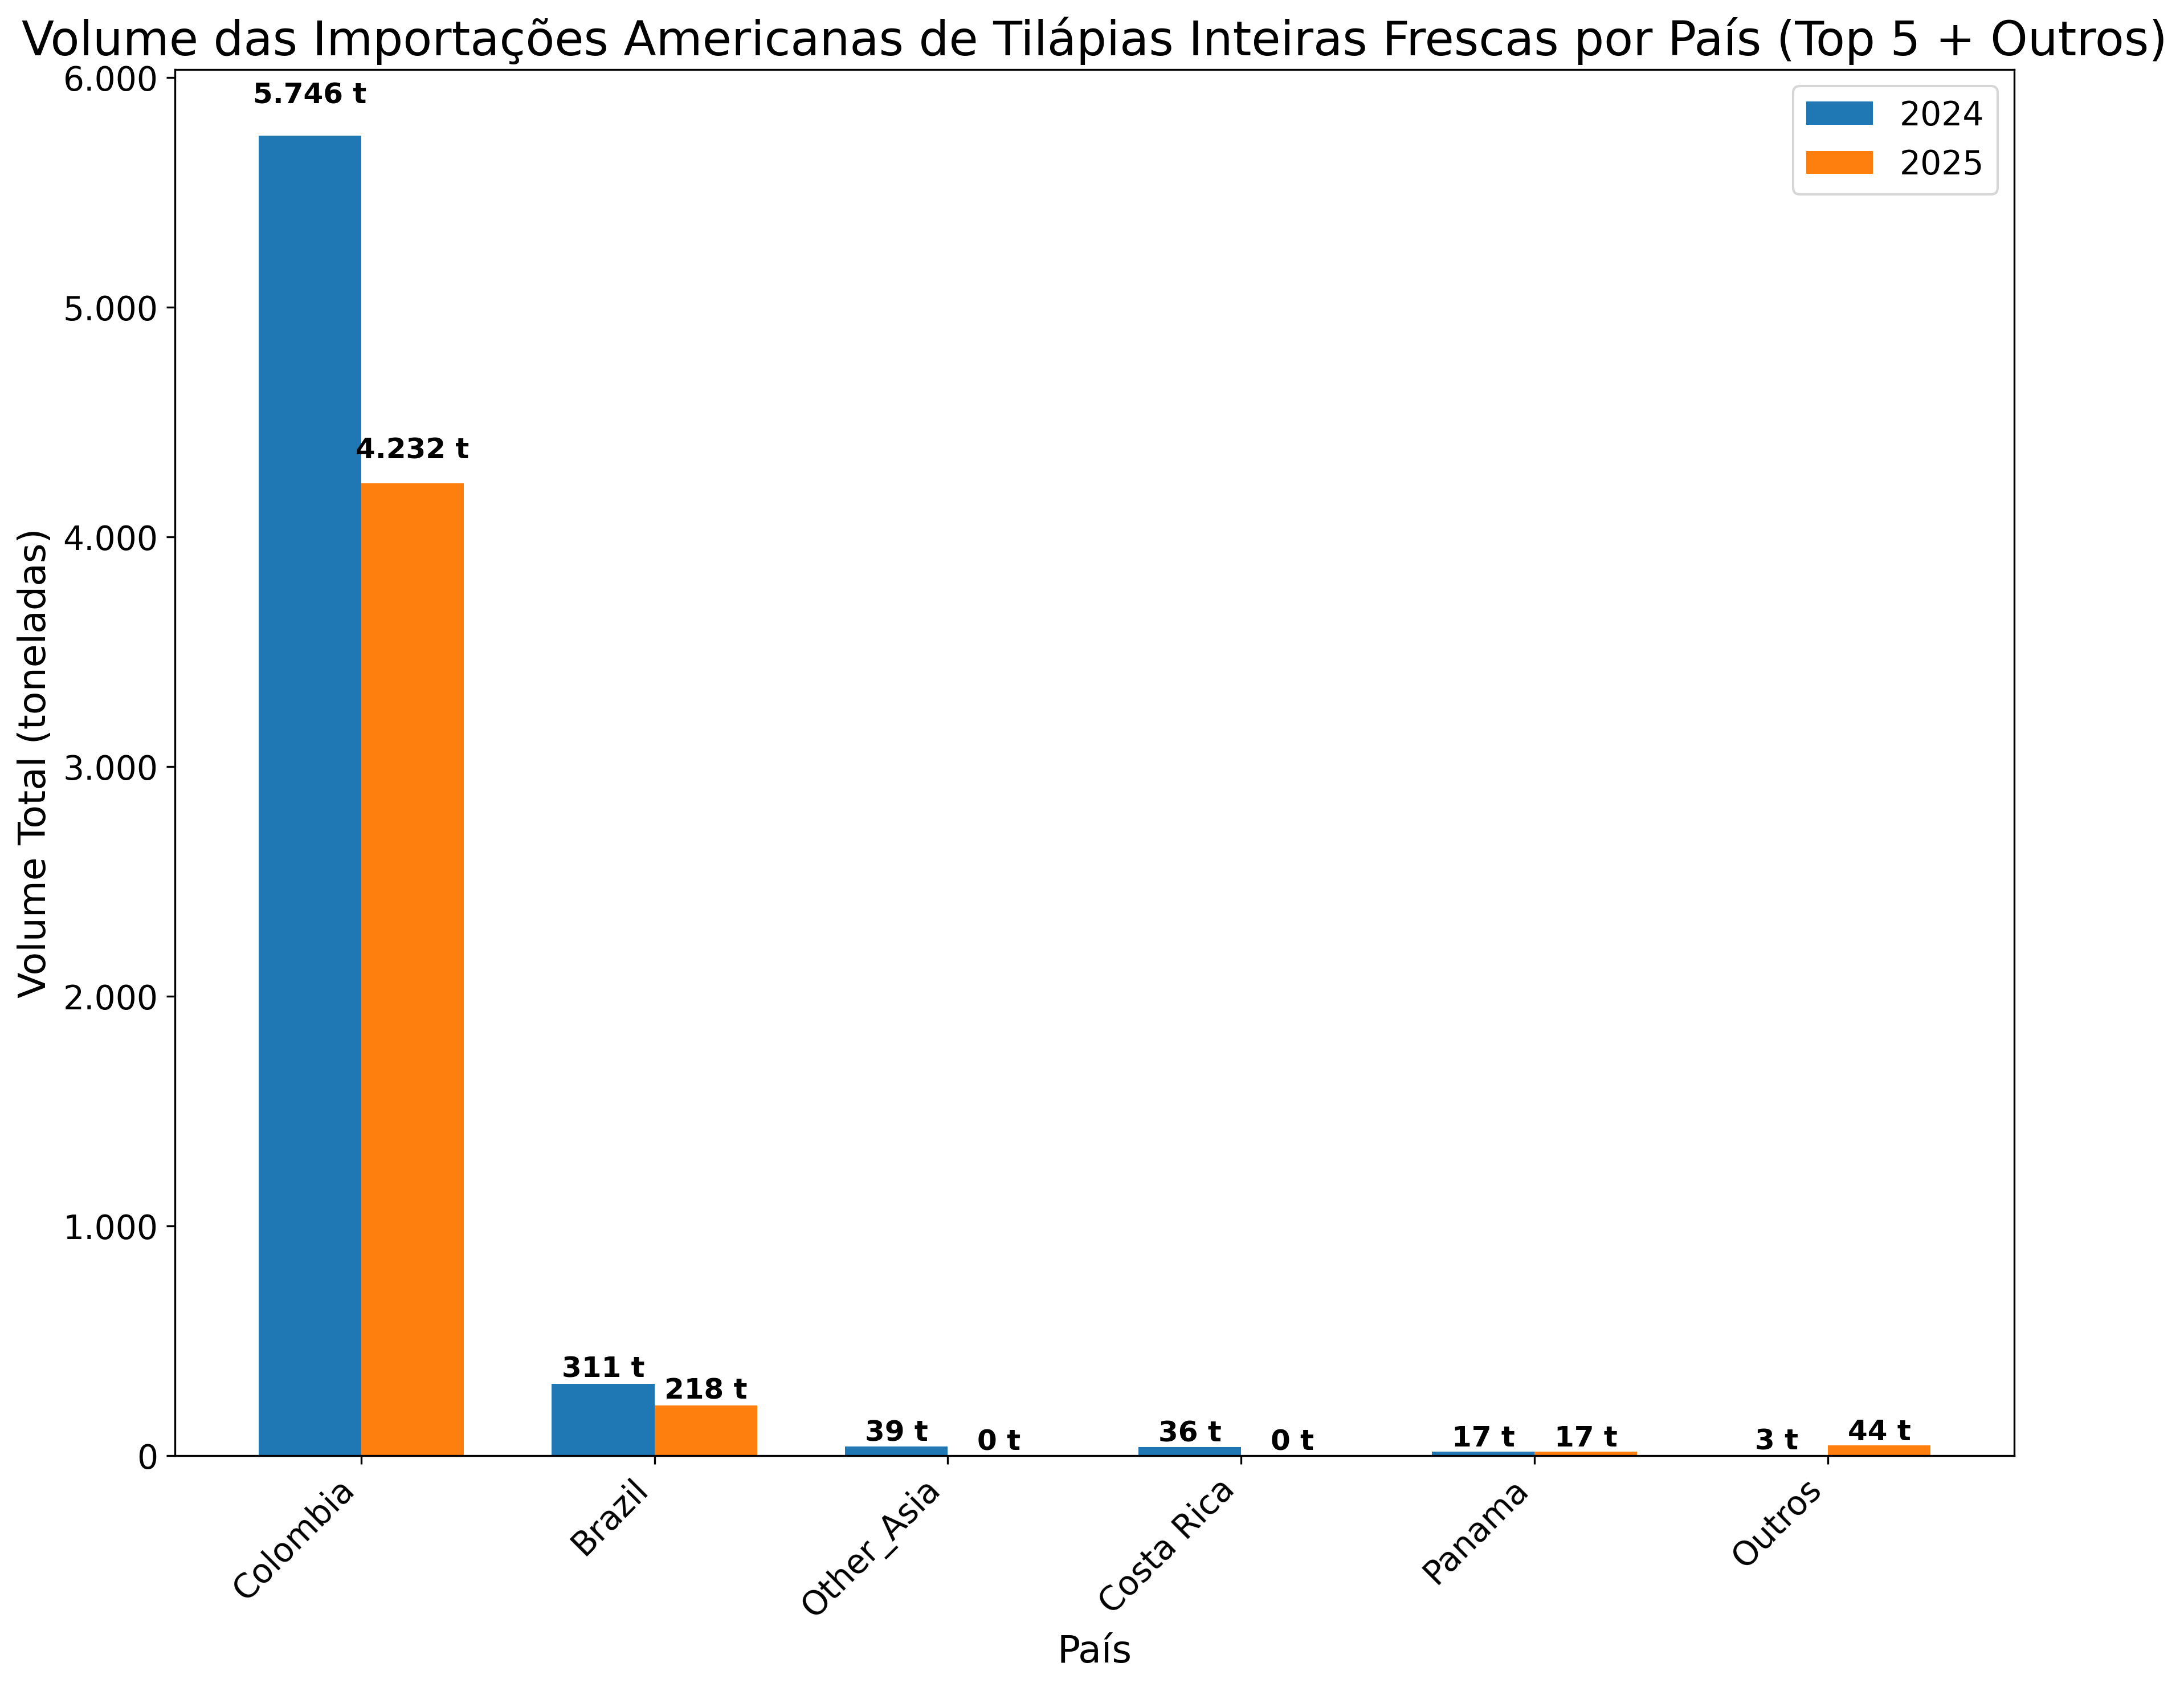 Volume das Importações Americanas de Tilápias Inteiras Frescas por País (Top 5 + Outros)
2024
2025
Volume Total (toneladas)
6.000
5.000
4.000
3.000
2.000
1.000
0
5.746 t
4.232 t
311 t
218 t
39 t
0 t
36 t
0 t
17 t
17 t
3 t
44 t
Colombia
Brazil
Other_Asia
Costa Rica
Panama
Outros
País